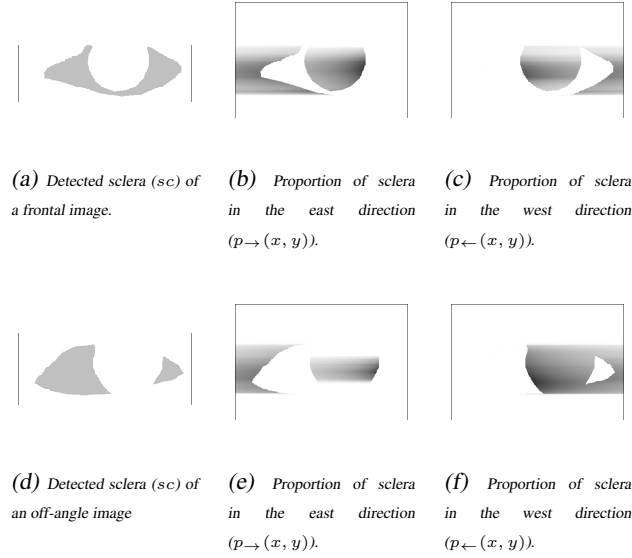 (a) Detected sclera (sc) of
a frontal image.
(b) Proportion of sclera
in the east direction
(p→(x, y)).
(c) Proportion of sclera
in the west direction
(p←(x, y)).
(d) Detected sclera (sc) of
an off-angle image
(e) Proportion of sclera
in the east direction
(p→(x, y)).
(f) Proportion of sclera
in the west direction
(p←(x, y)).